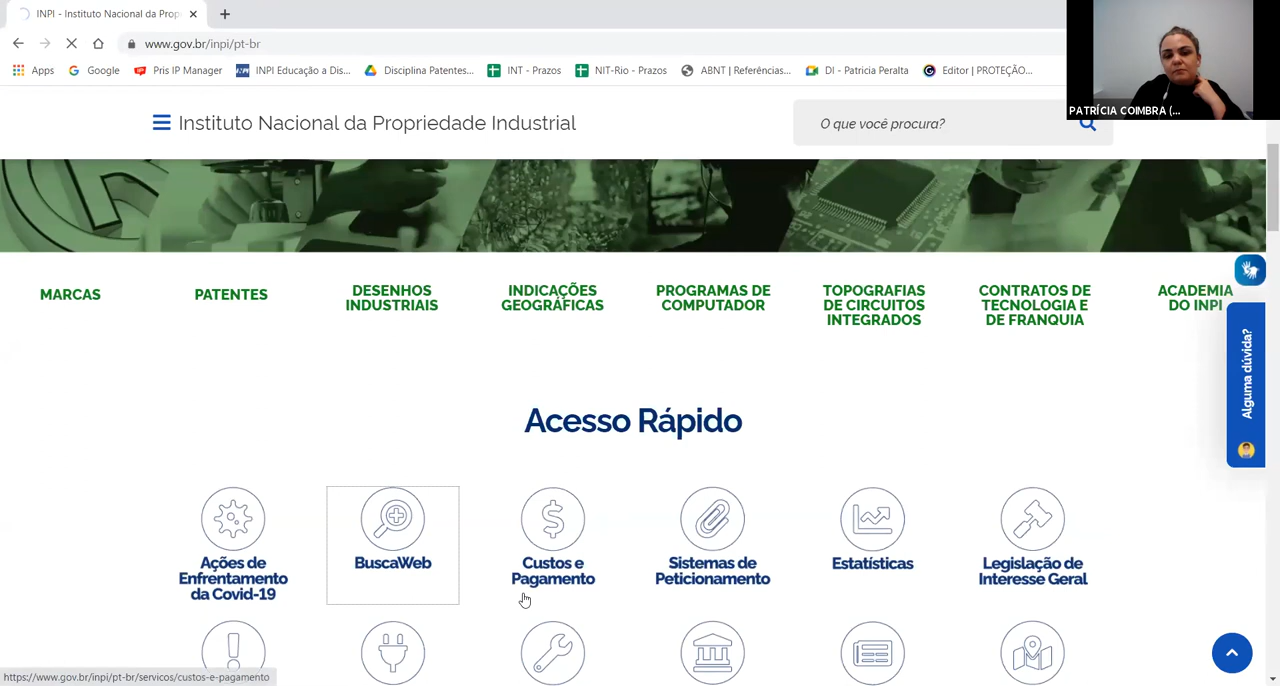 INPI - Instituto Nacional da Prop
www.gov.br/inpi/pt-br
Apps Google Pris IP Manager INPI Educação a Dis... Disciplina Patentes... INT - Prazos NIT-Rio - Prazos ABNT | Referências... DI - Patricia Peralta Editor | PROTEÇÃO...
PATRÍCIA COIMBRA (...
Instituto Nacional da Propriedade Industrial
O que você procura?
MARCAS
PATENTES
DESENHOS
INDUSTRIAIS
INDICAÇÕES
GEOGRÁFICAS
PROGRAMAS DE
COMPUTADOR
TOPOGRAFIAS
DE CIRCUITOS
INTEGRADOS
CONTRATOS DE
TECNOLOGIA E
DE FRANQUIA
ACADEMIA
DO INPI
Alguma dúvida?
Acesso Rápido
Ações de
Enfrentamento
da Covid-19
BuscaWeb
Custos e
Pagamento
Sistemas de
Peticionamento
Estatísticas
Legislação de
Interesse Geral
https://www.gov.br/inpi/pt-br/servicos/custos-e-pagamento